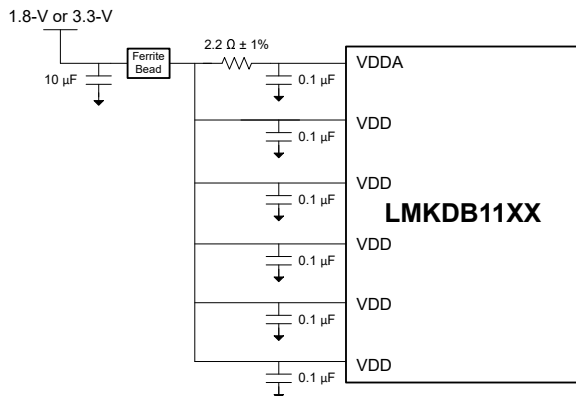 1.8-V or 3.3-V
2.2 Ω ± 1%
Ferrite
Bead
10 µF
0.1 µF
VDDA
0.1 µF
VDD
0.1 µF
VDD
LMKDB11XX
0.1 µF
VDD
0.1 µF
VDD
0.1 µF
VDD